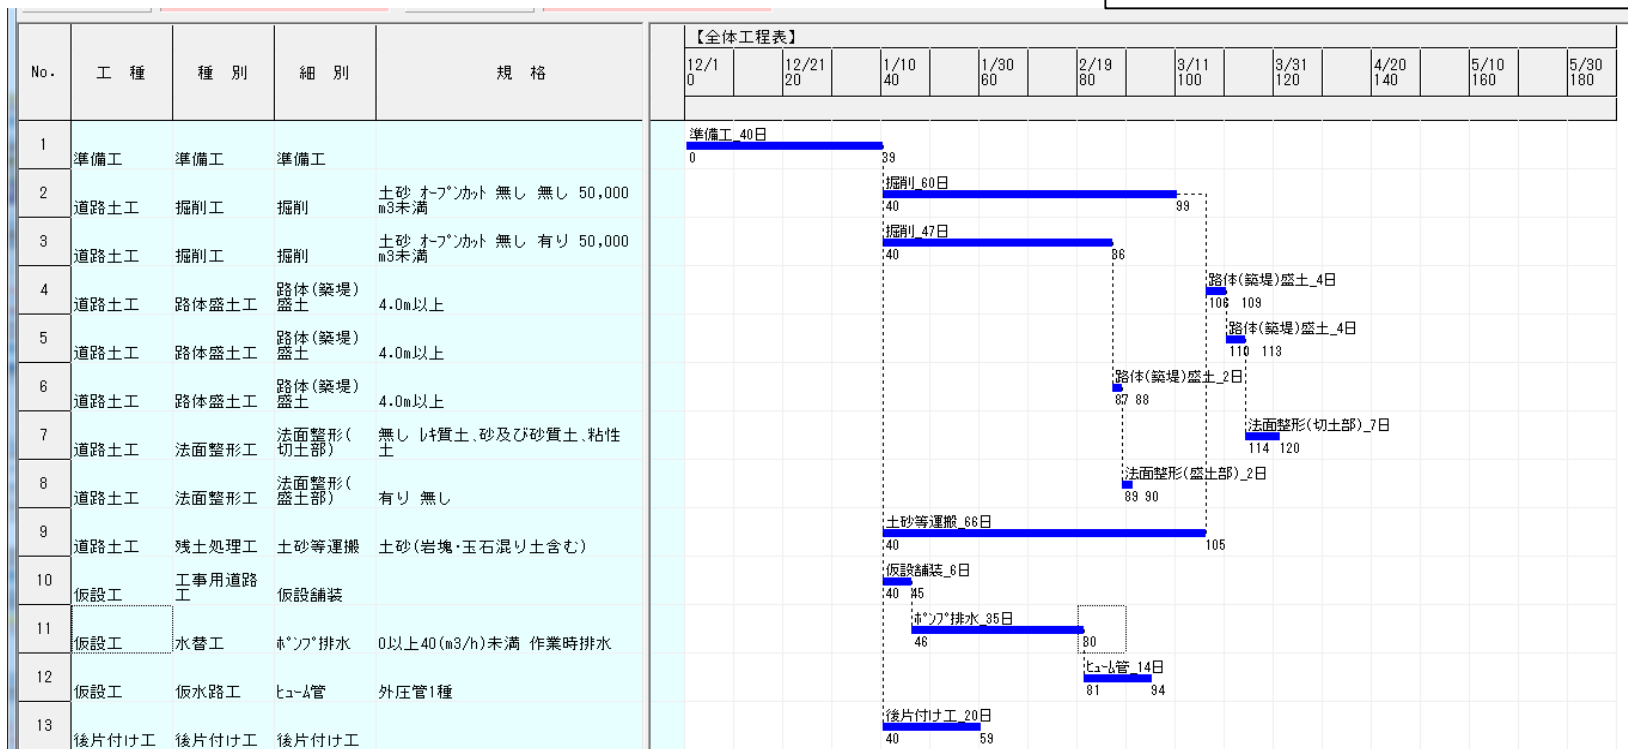 【全体工程表】
No. 工 種 種 別 細 別 規 格
12/1 12/21 1/10 1/30 2/19 3/11 3/31 4/20 5/10 5/30
0 20 40 60 80 100 120 140 160 180
1 準備工 準備工 準備工
準備工_40日
0 39
2 道路土工 掘削工 掘削 土砂 ｵｰﾌﾟﾝｶｯﾄ 無し 無し 50,000
m3未満
掘削_60日
40 99
3 道路土工 掘削工 掘削 土砂 ｵｰﾌﾟﾝｶｯﾄ 無し 有り 50,000
m3未満
掘削_47日
40 86
4 道路土工 路体盛土工 路体(築堤)
盛土 4.0m以上
路体(築堤)盛土_4日
106 109
5 道路土工 路体盛土工 路体(築堤)
盛土 4.0m以上
路体(築堤)盛土_4日
110 113
6 道路土工 路体盛土工 路体(築堤)
盛土 4.0m以上
路体(築堤)盛土_2日
87 88
7 道路土工 法面整形工 法面整形(
切土部) 無し ﾚｷ質土､砂及び砂質土､粘性
土
法面整形(切土部)_7日
114 120
8 道路土工 法面整形工 法面整形(
盛土部) 有り 無し
法面整形(盛土部)_2日
89 90
9 道路土工 残土処理工 土砂等運搬 土砂(岩塊･玉石混り土含む)
土砂等運搬_66日
40 105
10 仮設工 工事用道路
工 仮設舗装
仮設舗装_6日
40 45
11 仮設工 水替工 ﾎﾟﾝﾌﾟ排水 0以上40(m3/h)未満 作業時排水
ﾎﾟﾝﾌﾟ排水_35日
46 80
12 仮設工 仮水路工 ﾋｭｰﾑ管 外圧管1種
ﾋｭｰﾑ管_14日
81 94
13 後片付け工 後片付け工 後片付け工
後片付け工_20日
40 59